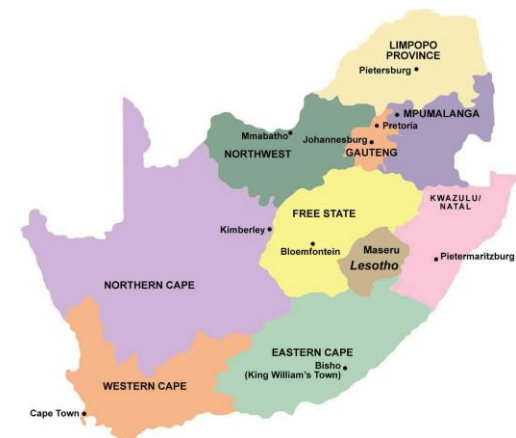 LIMPOPO
PROVINCE
Pietersburg
MPUMALANGA
Pretoria
Mmabatho
Johannesburg
NORTHWEST
GAUTENG
KWAZULU/
NATAL
FREE STATE
Kimberley
Bloemfontein
Maseru
Lesotho
Pietermaritzburg
NORTHERN CAPE
EASTERN CAPE
Bisho
(King William's Town)
WESTERN CAPE
Cape Town